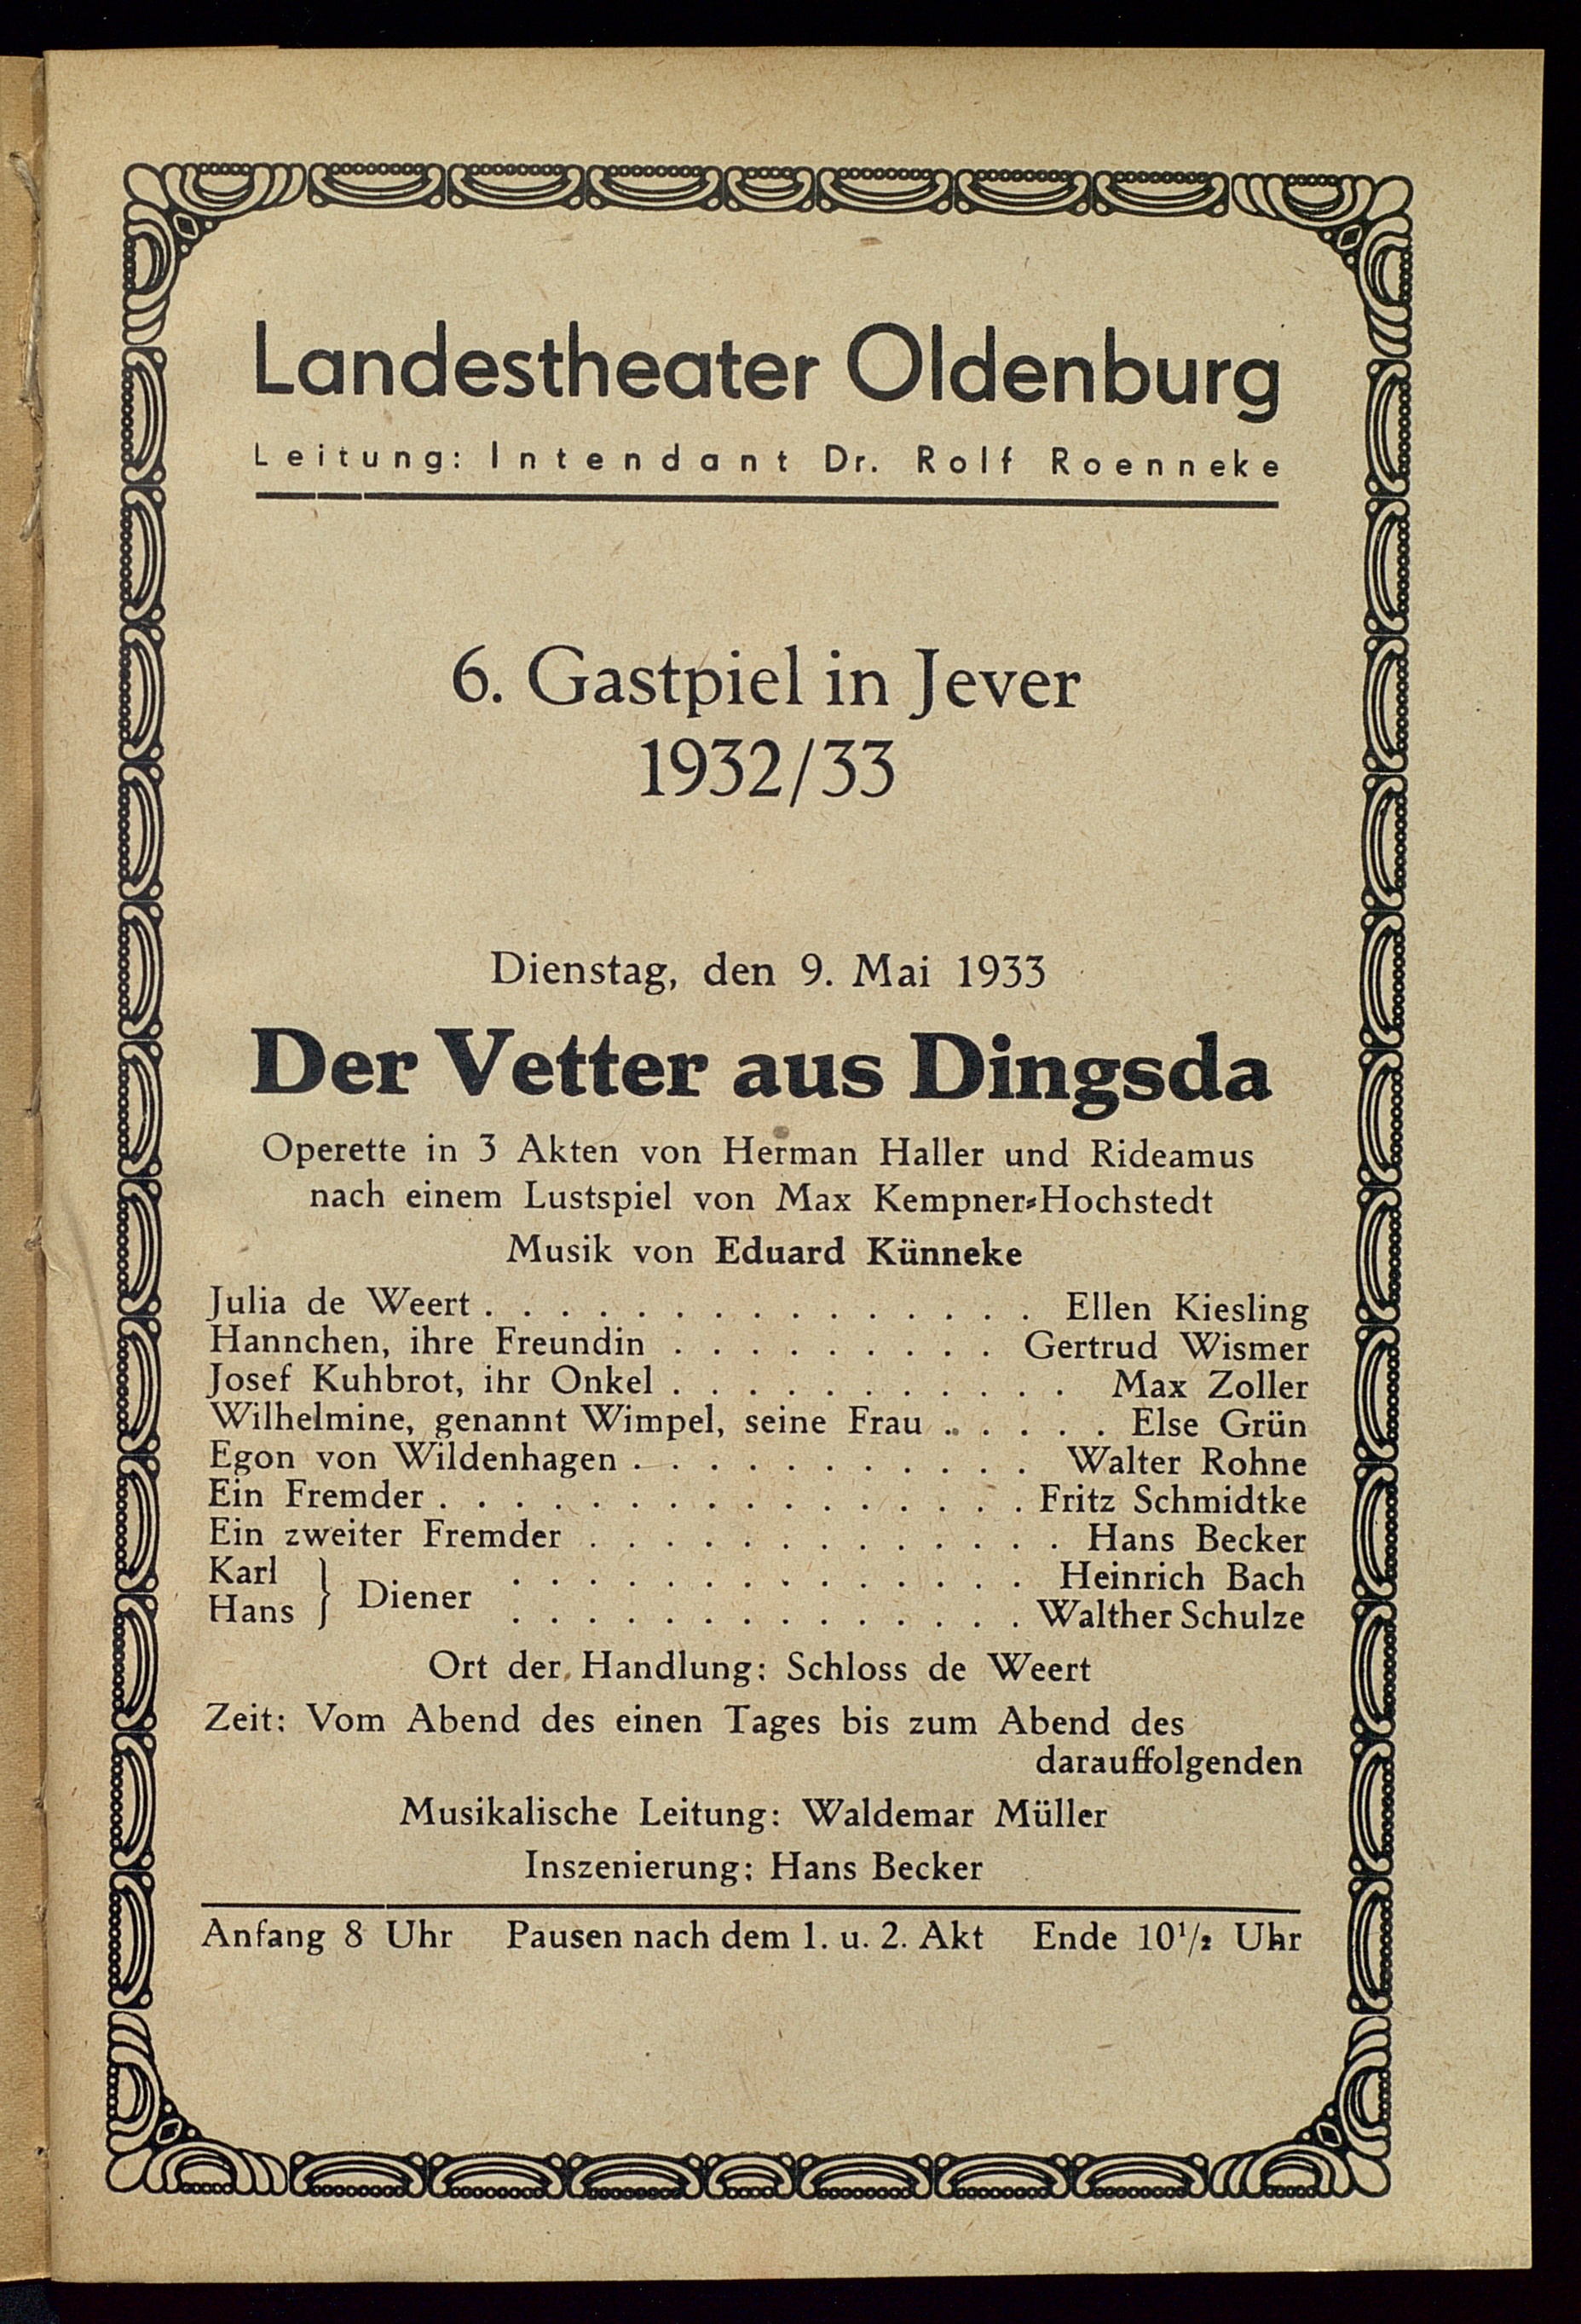 Landestheater Oldenburg
Leitung: Intendant Dr. Rolf Roenneke
6. Gastpiel in Jever
1932/33
Dienstag, den 9. Mai 1933
Der Vetter aus Dingsda
Operette in 3 Akten von Herman Haller und Rideamus
nach einem Lustspiel von Max Kempner-Hochstedt
Musik von Eduard Künneke
Julia de Weert . . . . . . . . . . . . . . . Ellen Kiesling
Hannchen, ihre Freundin . . . . . . . . . Gertrud Wismer
Josef Kuhbrot, ihr Onkel . . . . . . . . . . . Max Zoller
Wilhelmine, genannt Wimpel, seine Frau . . . . . Else Grün
Egon von Wildenhagen . . . . . . . . . . . Walter Rohne
Ein Fremder . . . . . . . . . . . . . . . . Fritz Schmidtke
Ein zweiter Fremder . . . . . . . . . . . . . Hans Becker
Karl } Diener . . . . . . . . . . . . . . Heinrich Bach
Hans } . . . . . . . . . . . . . . Walther Schulze
Ort der Handlung: Schloss de Weert
Zeit: Vom Abend des einen Tages bis zum Abend des
darauffolgenden
Musikalische Leitung: Waldemar Müller
Inszenierung: Hans Becker
Anfang 8 Uhr Pausen nach dem 1. u. 2. Akt Ende 10½ Uhr